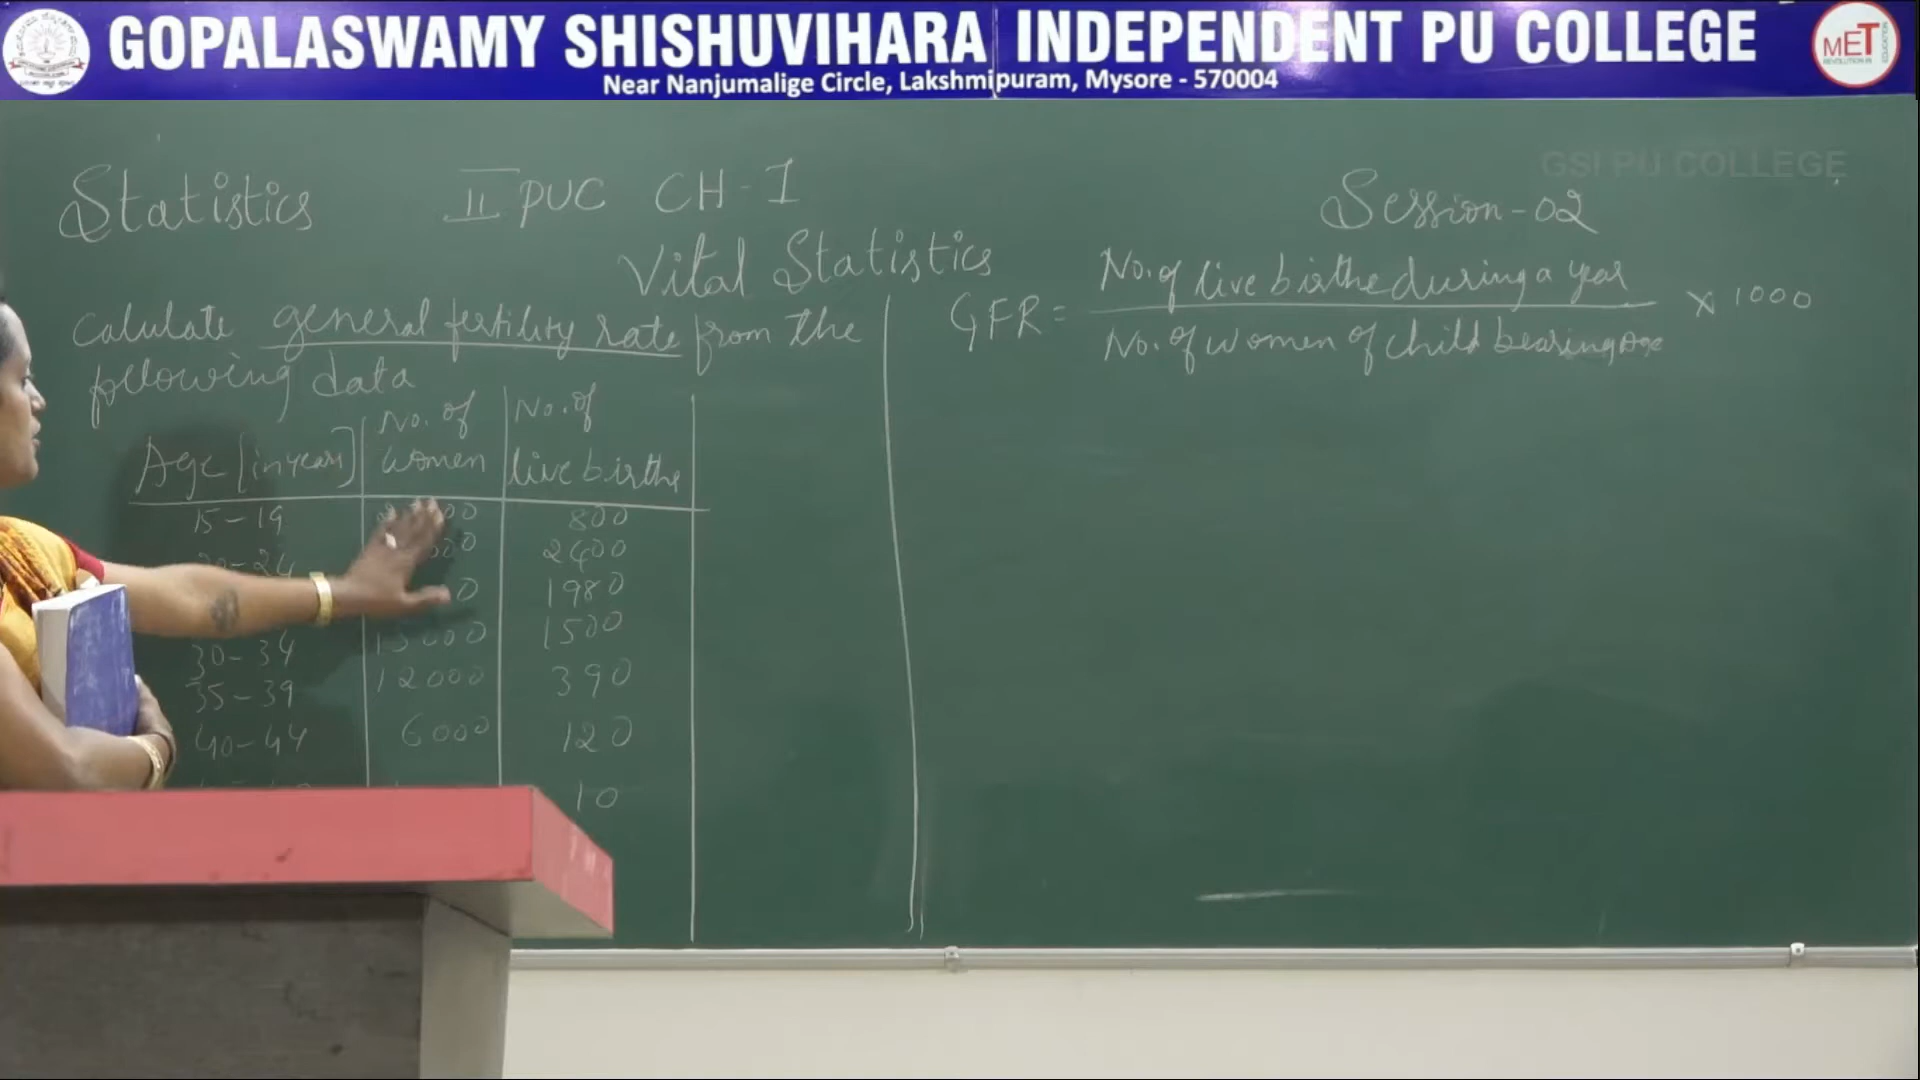 GOPALASWAMY SHISHUVIHARA INDEPENDENT PU COLLEGE
Near Nanjumalige Circle, Lakshmipuram, Mysore - 570004
MET
GSI PU COLLEGE
Statistics II PUC CH-1
Session-02
Vital Statistics
Calulate general fertility rate from the
following data
Age [in years] No. of women No. of live births
15-19 800
2400
1980
30-34 1500
35-39 12000 390
40-44 6000 120
10
GFR = No. of live births during a year × 1000
No. of women of child bearing Age